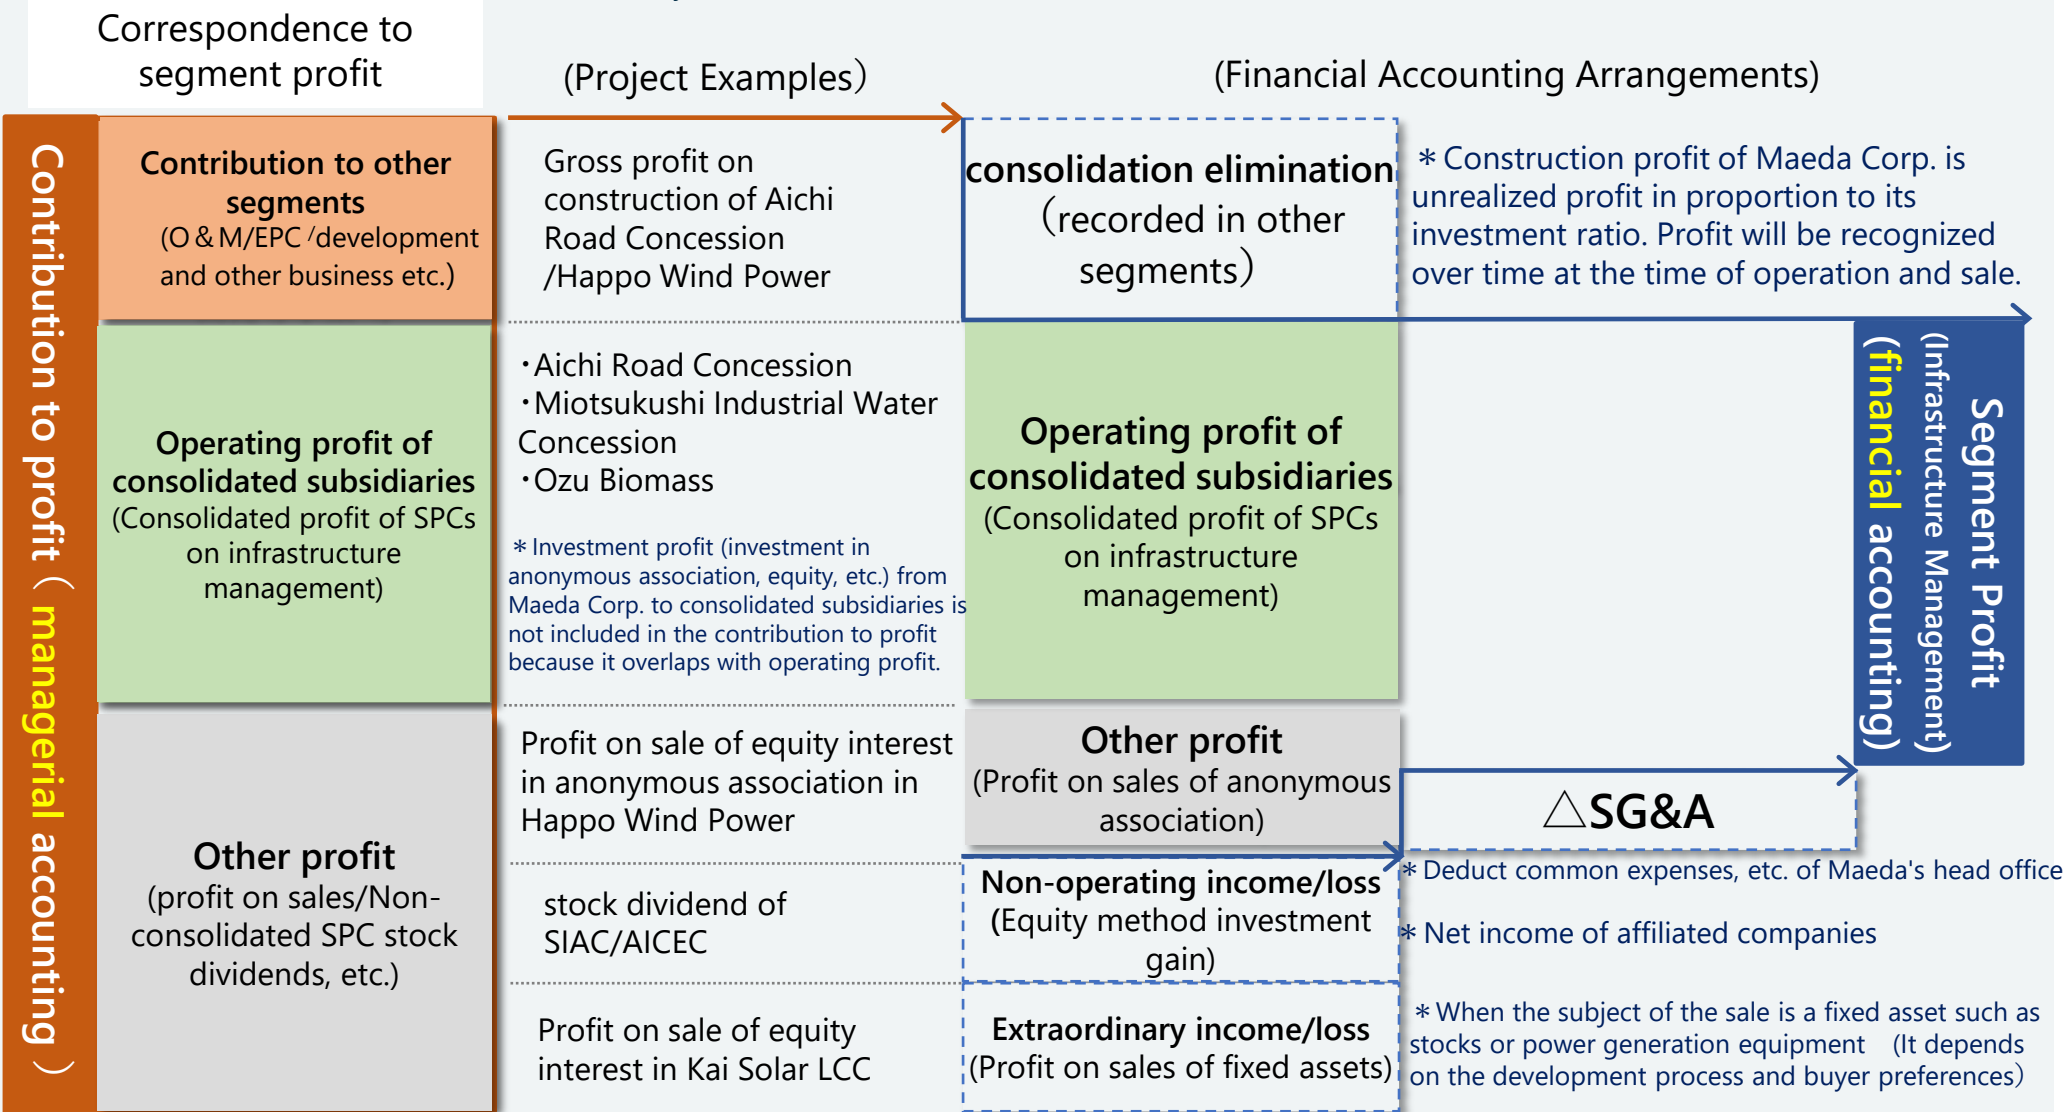 Correspondence to
segment profit
(Project Examples）
(Financial Accounting Arrangements)
Contribution to profit（managerial accounting）
Contribution to other
segments
(O＆M/EPC /development
and other business etc.)
Gross profit on
construction of Aichi
Road Concession
/Happo Wind Power
consolidation elimination
（recorded in other
segments）
＊Construction profit of Maeda Corp. is
unrealized profit in proportion to its
investment ratio. Profit will be recognized
over time at the time of operation and sale.
Operating profit of
consolidated subsidiaries
(Consolidated profit of SPCs
on infrastructure
management)
・Aichi Road Concession
・Miotsukushi Industrial Water
Concession
・Ozu Biomass
＊Investment profit (investment in
anonymous association, equity, etc.) from
Maeda Corp. to consolidated subsidiaries is
not included in the contribution to profit
because it overlaps with operating profit.
Operating profit of
consolidated subsidiaries
(Consolidated profit of SPCs
on infrastructure
management)
Segment Profit
(Infrastructure Management)
(financial accounting)
Other profit
(profit on sales/Non-
consolidated SPC stock
dividends, etc.)
Profit on sale of equity interest
in anonymous association in
Happo Wind Power
Other profit
(Profit on sales of anonymous
association)
△SG&A
＊Deduct common expenses, etc. of Maeda's head office
stock dividend of
SIAC/AICEC
Non-operating income/loss
(Equity method investment
gain)
＊Net income of affiliated companies
Profit on sale of equity
interest in Kai Solar LCC
Extraordinary income/loss
(Profit on sales of fixed assets)
＊When the subject of the sale is a fixed asset such as
stocks or power generation equipment　(It depends
on the development process and buyer preferences）